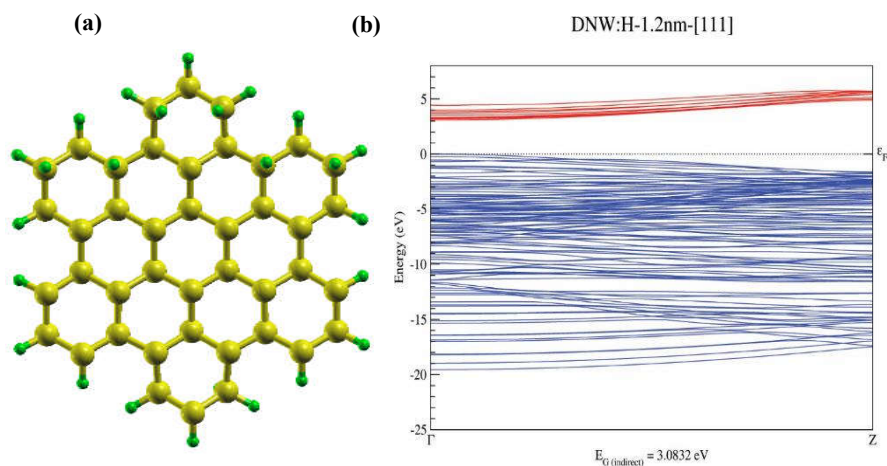 (a)
(b)
DNW:H-1.2nm-[111]
5
0
-5
-10
-15
-20
-25
Energy (eV)
εF
Γ
Z
EG (indirect) = 3.0832 eV